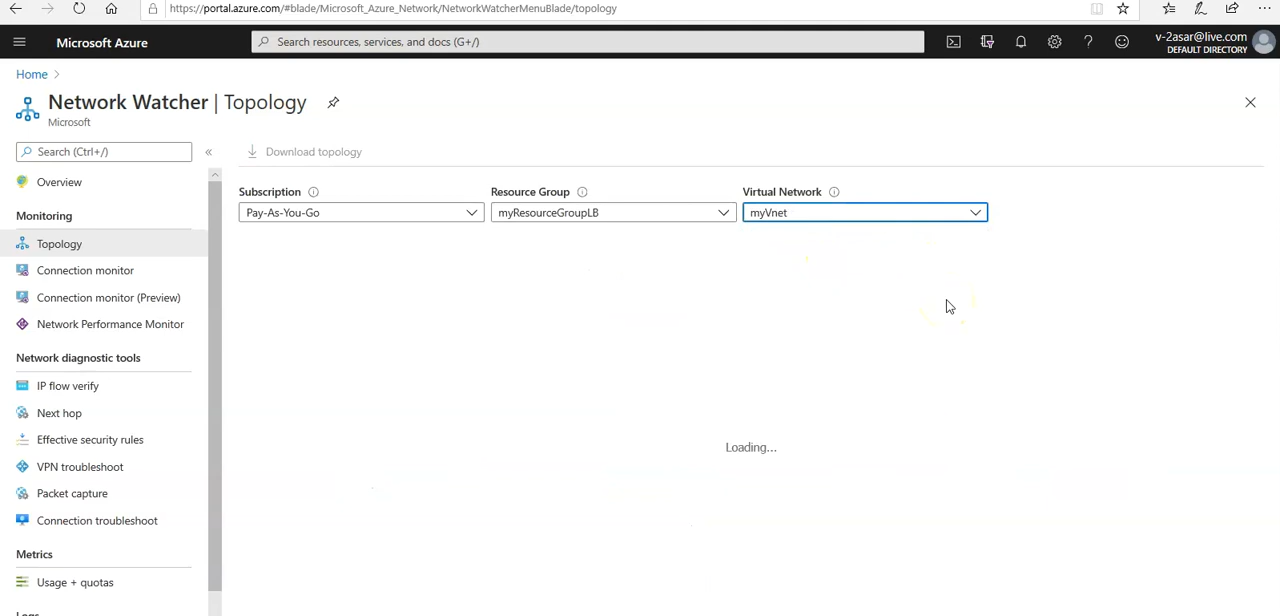 https://portal.azure.com/#blade/Microsoft_Azure_Network/NetworkWatcherMenuBlade/topology
Microsoft Azure
Search resources, services, and docs (G+/)
v-2asar@live.com
DEFAULT DIRECTORY
Home
Network Watcher | Topology
Microsoft
Search (Ctrl+/)
Download topology
Overview
Subscription
Resource Group
Virtual Network
Pay-As-You-Go
myResourceGroupLB
myVnet
Monitoring
Topology
Connection monitor
Connection monitor (Preview)
Network Performance Monitor
Network diagnostic tools
IP flow verify
Next hop
Effective security rules
VPN troubleshoot
Packet capture
Connection troubleshoot
Loading...
Metrics
Usage + quotas
Logs